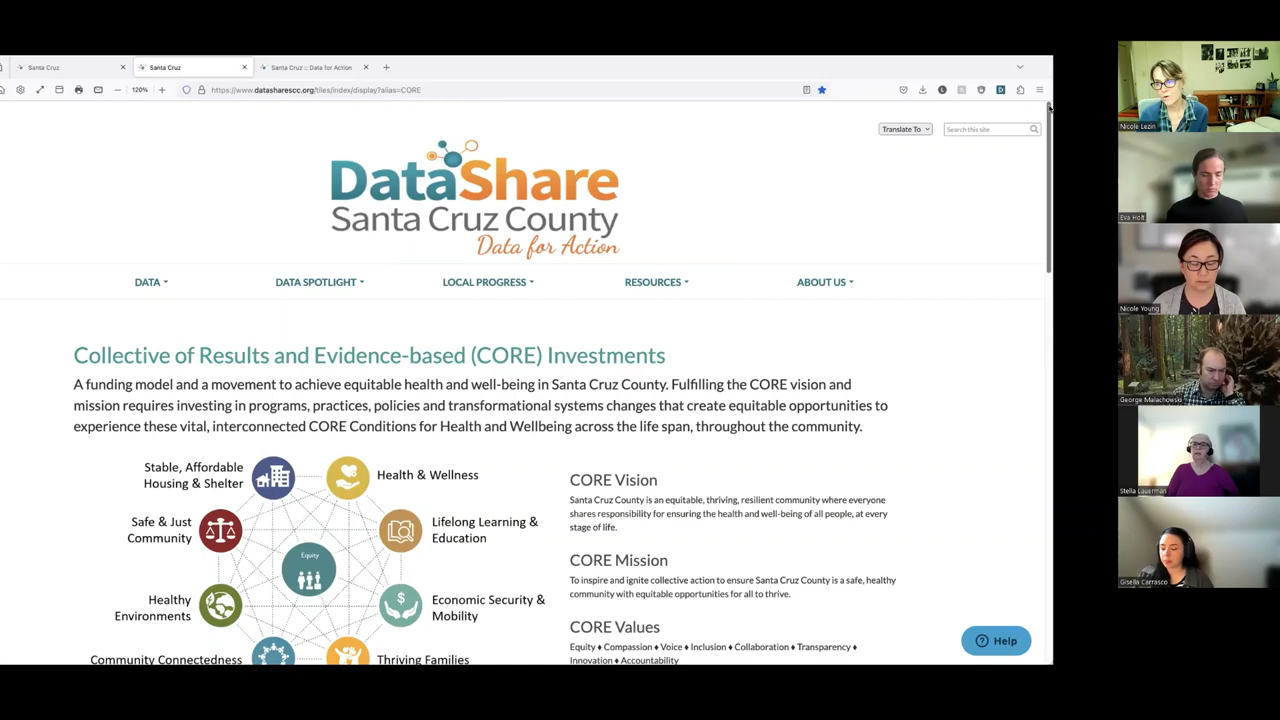 Santa Cruz
Santa Cruz
Santa Cruz :: Data for Action
120%
https://www.datasharescc.org/tiles/index/display?alias=CORE
Translate To
Search this site
DataShare
Santa Cruz County
Data for Action
DATA
DATA SPOTLIGHT
LOCAL PROGRESS
RESOURCES
ABOUT US
Collective of Results and Evidence-based (CORE) Investments
A funding model and a movement to achieve equitable health and well-being in Santa Cruz County. Fulfilling the CORE vision and
mission requires investing in programs, practices, policies and transformational systems changes that create equitable opportunities to
experience these vital, interconnected CORE Conditions for Health and Wellbeing across the life span, throughout the community.
Stable, Affordable
Housing & Shelter
Health & Wellness
Safe & Just
Community
Lifelong Learning &
Education
Equity
Healthy
Environments
$
Economic Security &
Mobility
Community Connectedness
Thriving Families
CORE Vision
Santa Cruz County is an equitable, thriving, resilient community where everyone
shares responsibility for ensuring the health and well-being of all people, at every
stage of life.
CORE Mission
To inspire and ignite collective action to ensure Santa Cruz County is a safe, healthy
community with equitable opportunities for all to thrive.
CORE Values
Equity ♦ Compassion ♦ Voice ♦ Inclusion ♦ Collaboration ♦ Transparency ♦
Innovation ♦ Accountability
Help
Nicole Lezin
Eva Holt
Nicole Young
George Malachowski
Stella Lauerman
Gisella Carrasco